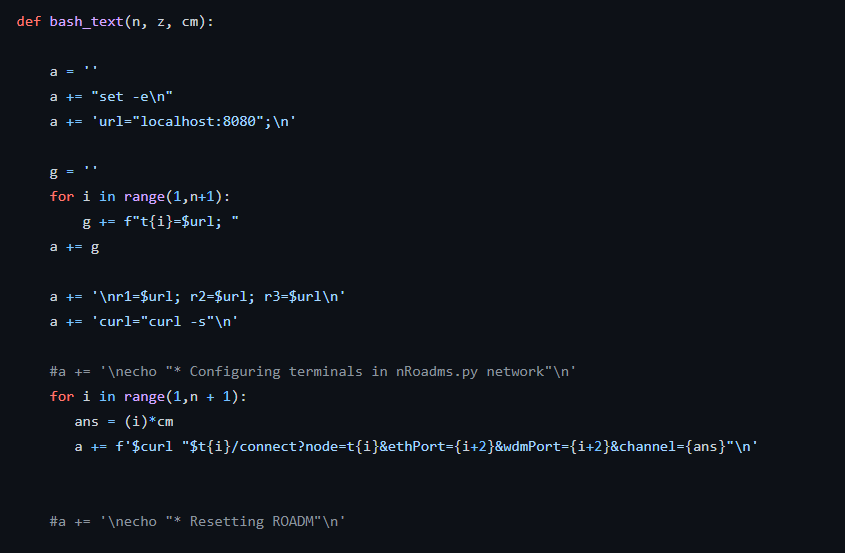 def bash_text(n, z, cm):
a = ''
a += "set -e\n"
a += 'url="localhost:8080";\n'
g = ''
for i in range(1,n+1):
g += f"t{i}=$url; "
a += g
a += '\nr1=$url; r2=$url; r3=$url\n'
a += 'curl="curl -s"\n'
#a += '\necho "* Configuring terminals in nRoadms.py network"\n'
for i in range(1,n + 1):
ans = (i)*cm
a += f'$curl "$t{i}/connect?node=t{i}&ethPort={i+2}&wdmPort={i+2}&channel={ans}"\n'
#a += '\necho "* Resetting ROADM"\n'